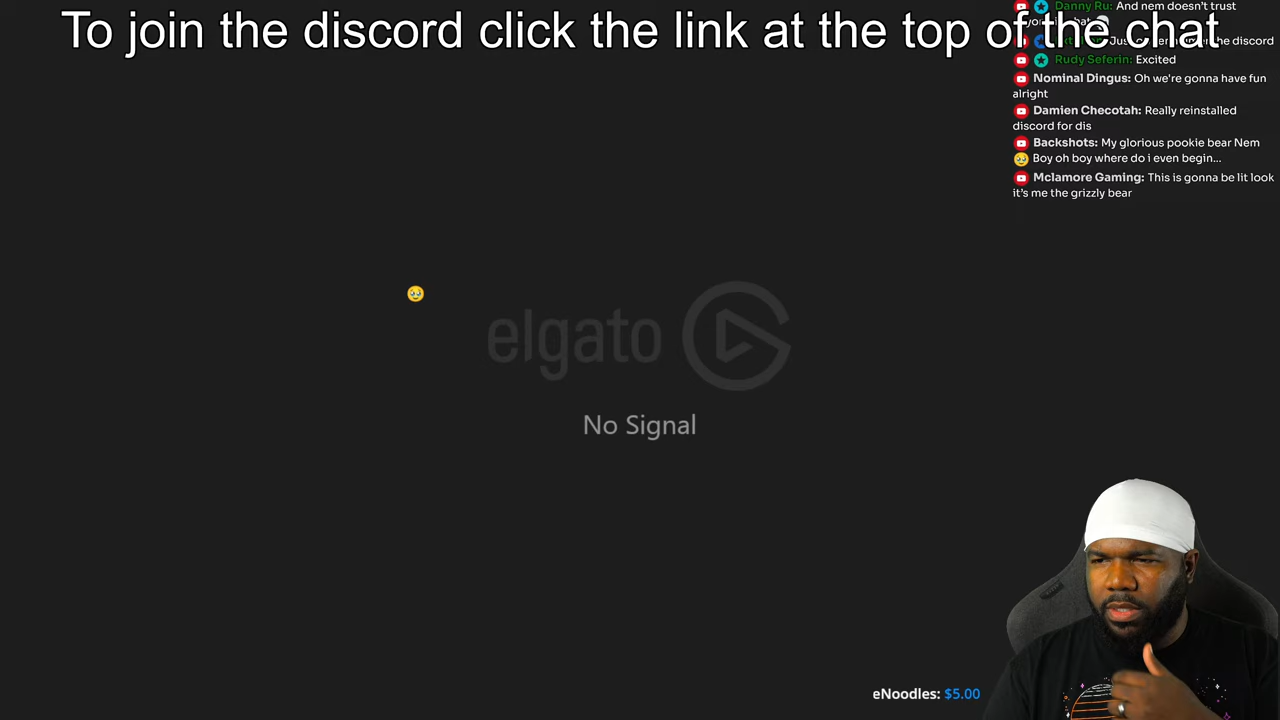 To join the discord click the link at the top of the chat
Danny Ru: And nem doesn't trust
the discord
Rudy Seferin: Excited
Nominal Dingus: Oh we're gonna have fun
alright
Damien Checotah: Really reinstalled
discord for dis
Backshots: My glorious pookie bear Nem
🥹 Boy oh boy where do i even begin...
Mclamore Gaming: This is gonna be lit look
it's me the grizzly bear
elgato
No Signal
eNoodles: $5.00